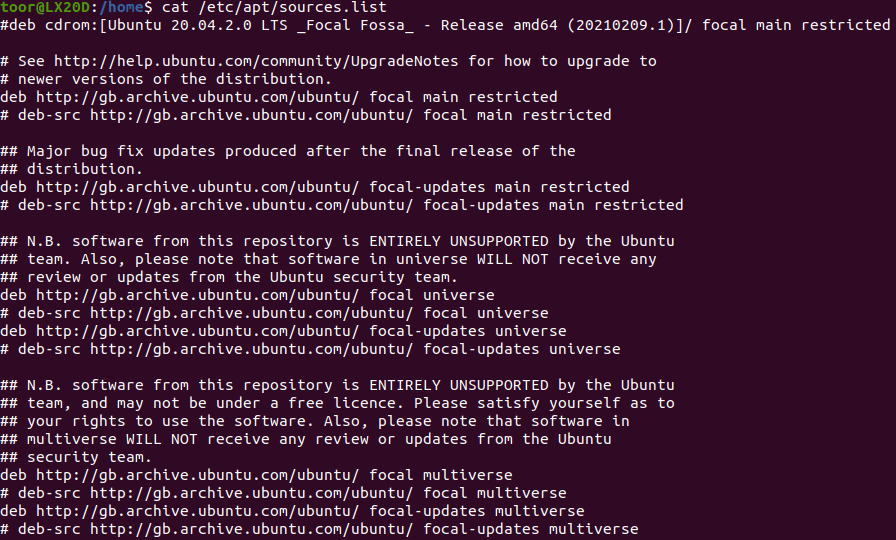 toor@LX20D:/home$ cat /etc/apt/sources.list
#deb cdrom:[Ubuntu 20.04.2.0 LTS _Focal Fossa_ - Release amd64 (20210209.1)]/ focal main restricted

# See http://help.ubuntu.com/community/UpgradeNotes for how to upgrade to
# newer versions of the distribution.
deb http://gb.archive.ubuntu.com/ubuntu/ focal main restricted
# deb-src http://gb.archive.ubuntu.com/ubuntu/ focal main restricted

## Major bug fix updates produced after the final release of the
## distribution.
deb http://gb.archive.ubuntu.com/ubuntu/ focal-updates main restricted
# deb-src http://gb.archive.ubuntu.com/ubuntu/ focal-updates main restricted

## N.B. software from this repository is ENTIRELY UNSUPPORTED by the Ubuntu
## team. Also, please note that software in universe WILL NOT receive any
## review or updates from the Ubuntu security team.
deb http://gb.archive.ubuntu.com/ubuntu/ focal universe
# deb-src http://gb.archive.ubuntu.com/ubuntu/ focal universe
deb http://gb.archive.ubuntu.com/ubuntu/ focal-updates universe
# deb-src http://gb.archive.ubuntu.com/ubuntu/ focal-updates universe

## N.B. software from this repository is ENTIRELY UNSUPPORTED by the Ubuntu
## team, and may not be under a free licence. Please satisfy yourself as to
## your rights to use the software. Also, please note that software in
## multiverse WILL NOT receive any review or updates from the Ubuntu
## security team.
deb http://gb.archive.ubuntu.com/ubuntu/ focal multiverse
# deb-src http://gb.archive.ubuntu.com/ubuntu/ focal multiverse
deb http://gb.archive.ubuntu.com/ubuntu/ focal-updates multiverse
# deb-src http://gb.archive.ubuntu.com/ubuntu/ focal-updates multiverse